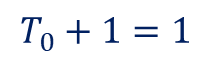 T₀ + 1 = 1